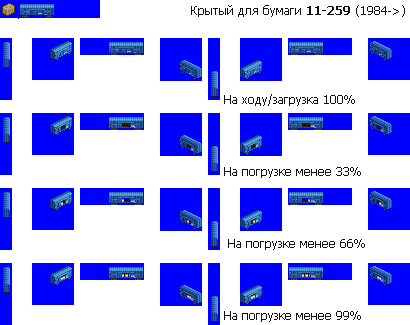 Крытый для бумаги 11-259 (1984->)
На ходу/загрузка 100%
На погрузке менее 33%
На погрузке менее 66%
На погрузке менее 99%